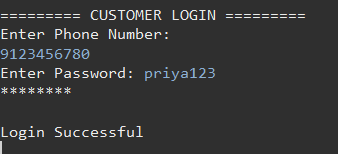 ========= CUSTOMER LOGIN =========
Enter Phone Number:
9123456780
Enter Password: priya123
********
Login Successful